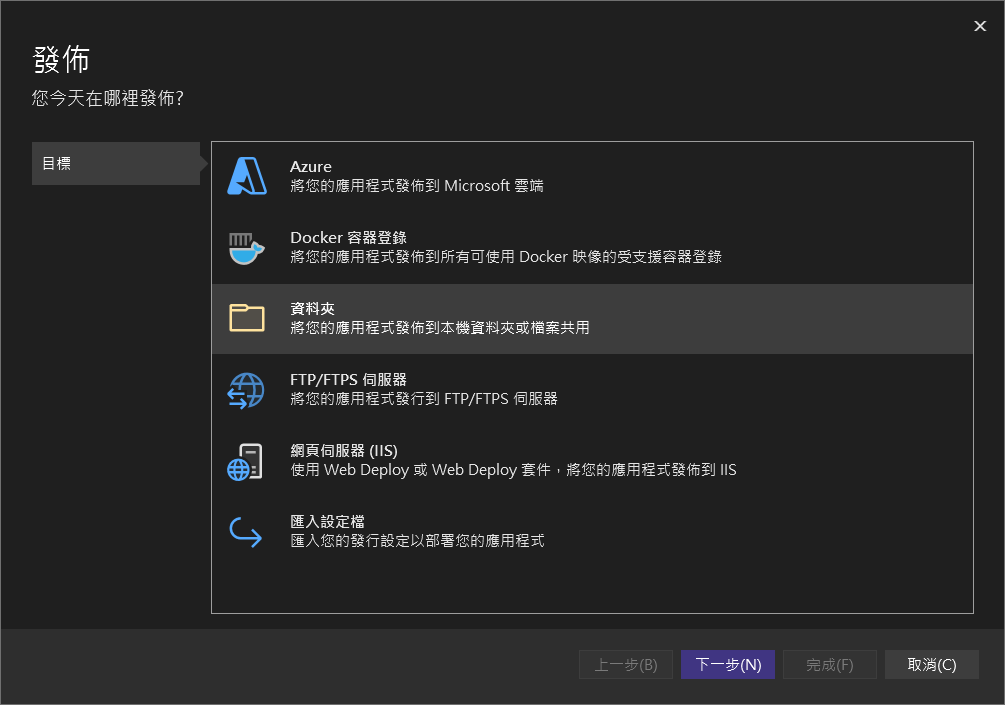 發佈
您今天在哪裡發佈?
目標
Azure
將您的應用程式發佈到 Microsoft 雲端
Docker 容器登錄
將您的應用程式發佈到所有可使用 Docker 映像的受支援容器登錄
資料夾
將您的應用程式發佈到本機資料夾或檔案共用
FTP/FTPS 伺服器
將您的應用程式發行到 FTP/FTPS 伺服器
網頁伺服器 (IIS)
使用 Web Deploy 或 Web Deploy 套件，將您的應用程式發佈到 IIS
匯入設定檔
匯入您的發行設定以部署您的應用程式
上一步(B)
下一步(N)
完成(F)
取消(C)